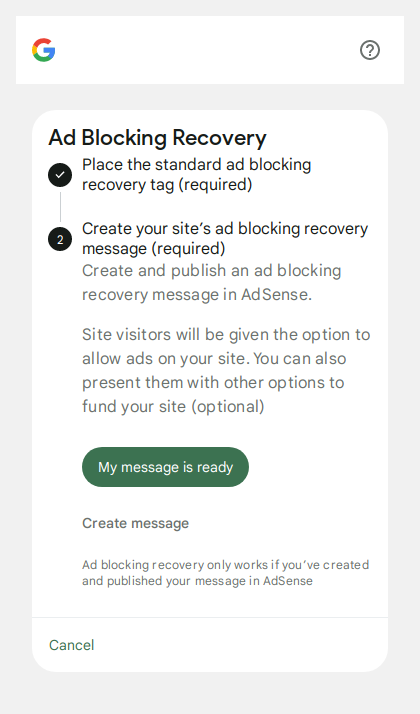 Ad Blocking Recovery
Place the standard ad blocking
recovery tag (required)
2
Create your site's ad blocking recovery
message (required)
Create and publish an ad blocking
recovery message in AdSense.
Site visitors will be given the option to
allow ads on your site. You can also
present them with other options to
fund your site (optional)
My message is ready
Create message
Ad blocking recovery only works if you've created
and published your message in AdSense
Cancel